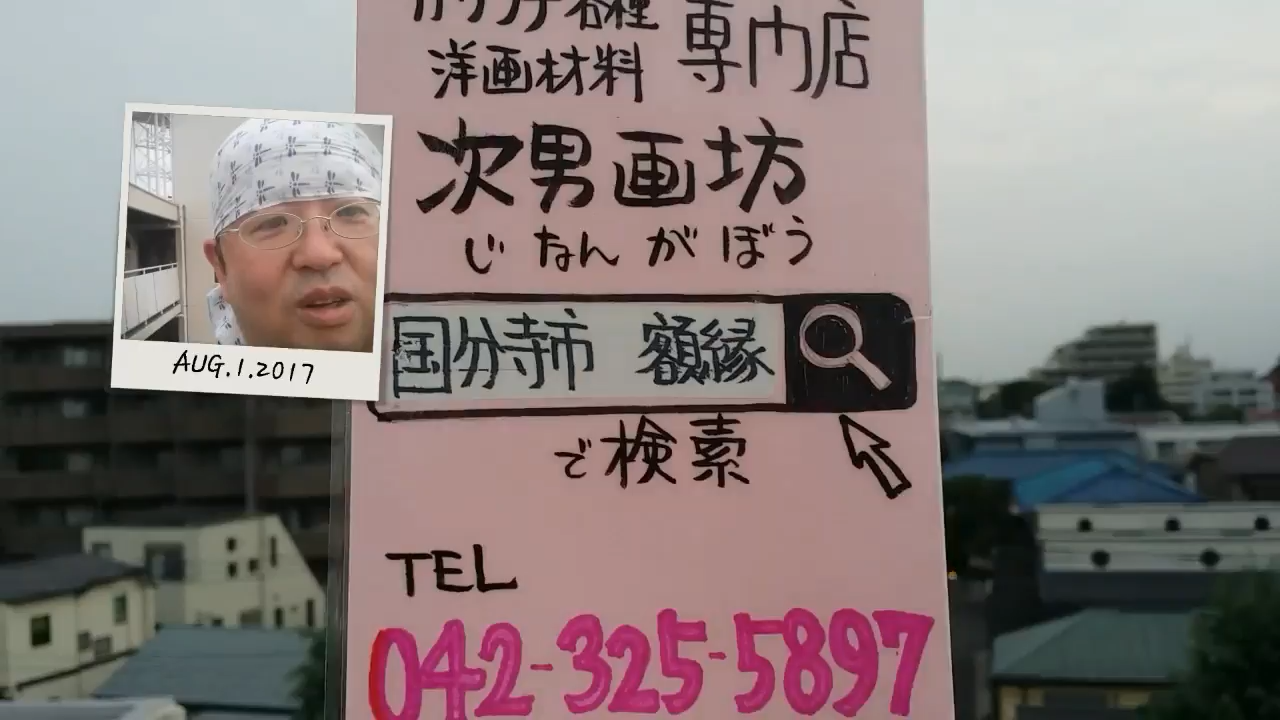 専門店
洋画材料
次男画坊
じなんがぼう
国分寺市 額縁
で検索
TEL
042-325-5897
AUG.1.2017